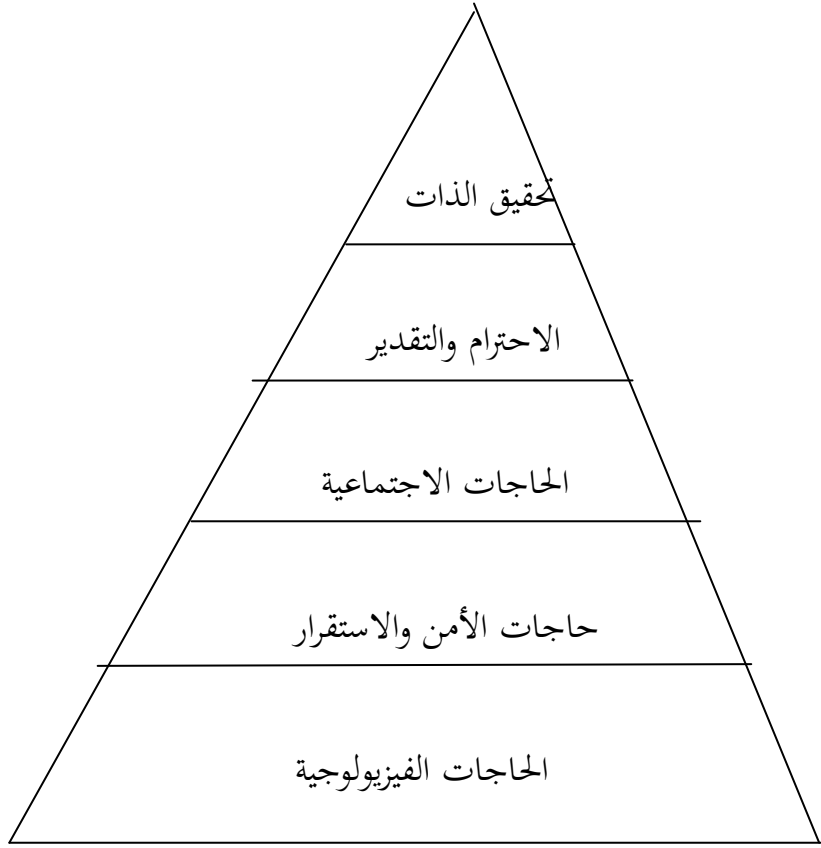 تحقيق الذات
الاحترام والتقدير
الحاجات الاجتماعية
حاجات الأمن والاستقرار
الحاجات الفيزيولوجية